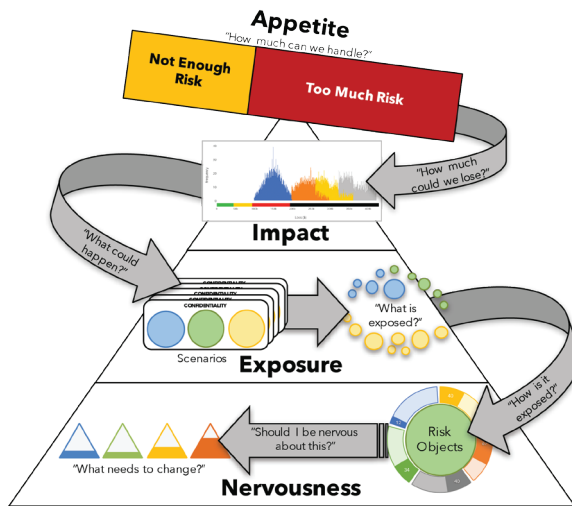 Appetite
"How much can we handle?"
Not Enough
Risk
Too Much Risk
"How much
could we lose?"
Impact
"What could
happen?"
CONFIDENTIALITY
Scenarios
"What is
exposed?"
Exposure
"How is it
exposed?"
Risk
Objects
"Should I be nervous
about this?"
"What needs to change?"
Nervousness